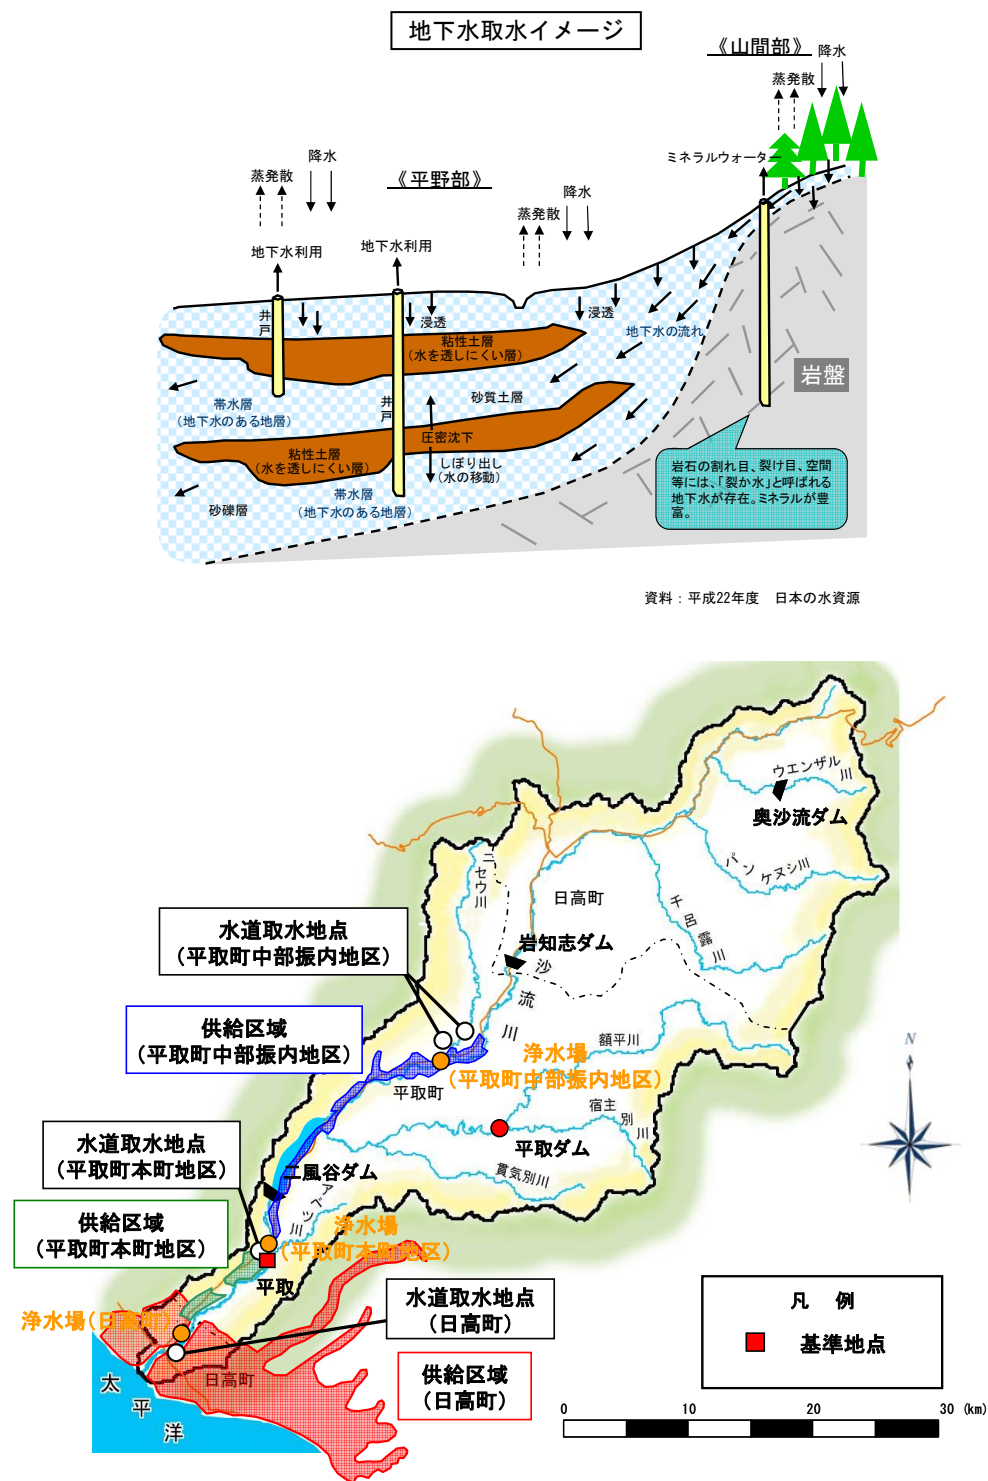 地下水取水イメージ
《山間部》
降水
蒸発散
ミネラルウォーター
降水
蒸発散
《平野部》
降水
蒸発散
地下水利用
地下水利用
井戸
浸透
浸透
粘性土層
(水を透しにくい層)
地下水の流れ
岩盤
帯水層
(地下水のある地層)
井戸
砂質土層
圧密沈下
粘性土層
(水を透しにくい層)
しぼり出し
(水の移動)
帯水層
(地下水のある地層)
砂礫層
岩石の割れ目、裂け目、空間
等には、「裂か水」と呼ばれる
地下水が存在。ミネラルが豊
富。
資料：平成22年度　日本の水資源
ウエンザル川
奥沙流ダム
パンケヌシ川
ニセウ川
日高町
千呂露川
水道取水地点
（平取町中部振内地区）
岩知志ダム
沙流川
供給区域
（平取町中部振内地区）
額平川
浄水場
（平取町中部振内地区）
平取町
宿主別川
水道取水地点
（平取町本町地区）
平取ダム
二風谷ダム
貫気別川
アベツ川
供給区域
（平取町本町地区）
浄水場
（平取町本町地区）
平取
水道取水地点
（日高町）
浄水場（日高町）
日高町
供給区域
（日高町）
太平洋
N
凡　例
基準地点
0 10 20 30 (km)